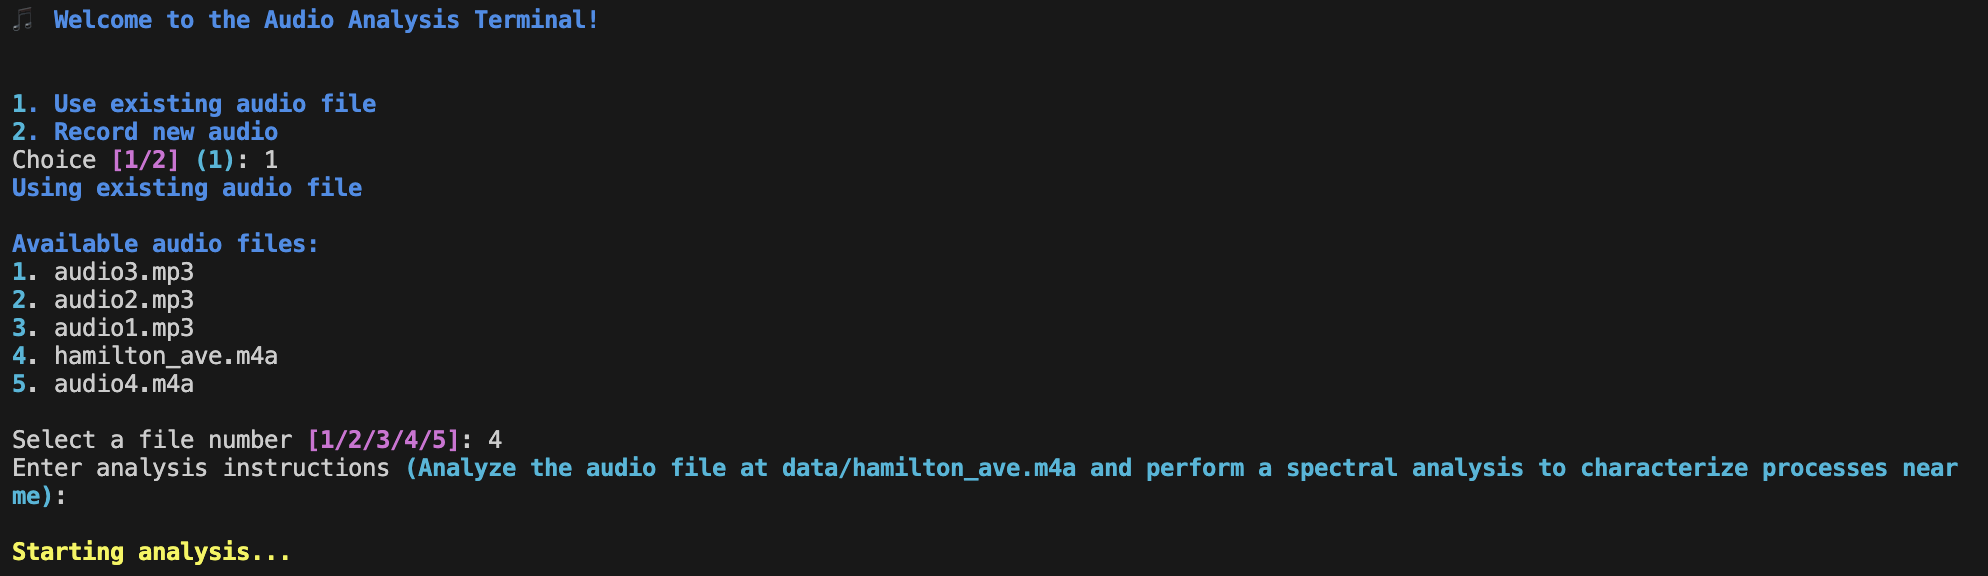 🎵 Welcome to the Audio Analysis Terminal!
1. Use existing audio file
2. Record new audio
Choice [1/2] (1): 1
Using existing audio file
Available audio files:
1. audio3.mp3
2. audio2.mp3
3. audio1.mp3
4. hamilton_ave.m4a
5. audio4.m4a
Select a file number [1/2/3/4/5]: 4
Enter analysis instructions (Analyze the audio file at data/hamilton_ave.m4a and perform a spectral analysis to characterize processes near
me):
Starting analysis...